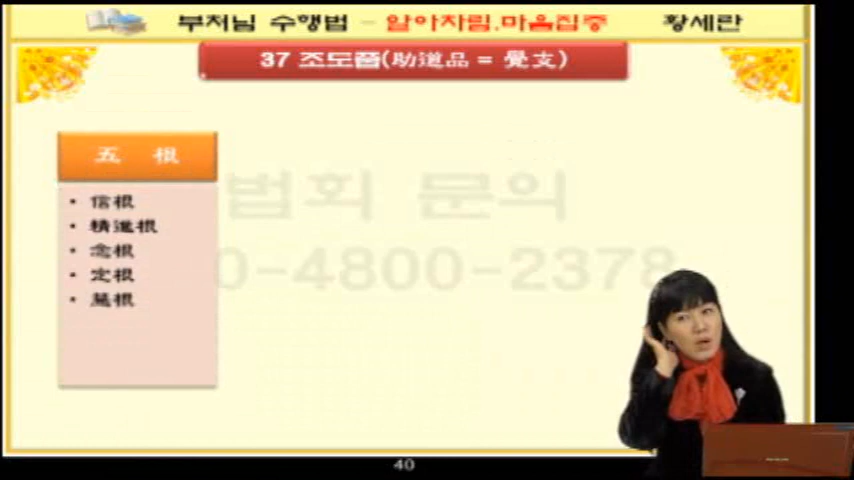 부처님 수행법 - 알아차림.마음집중 황세란
37 조도품(助道品 = 覺支)
五 根
• 信根
• 精進根
• 念根
• 定根
• 慧根
법회 문의
0-4800-2378
40